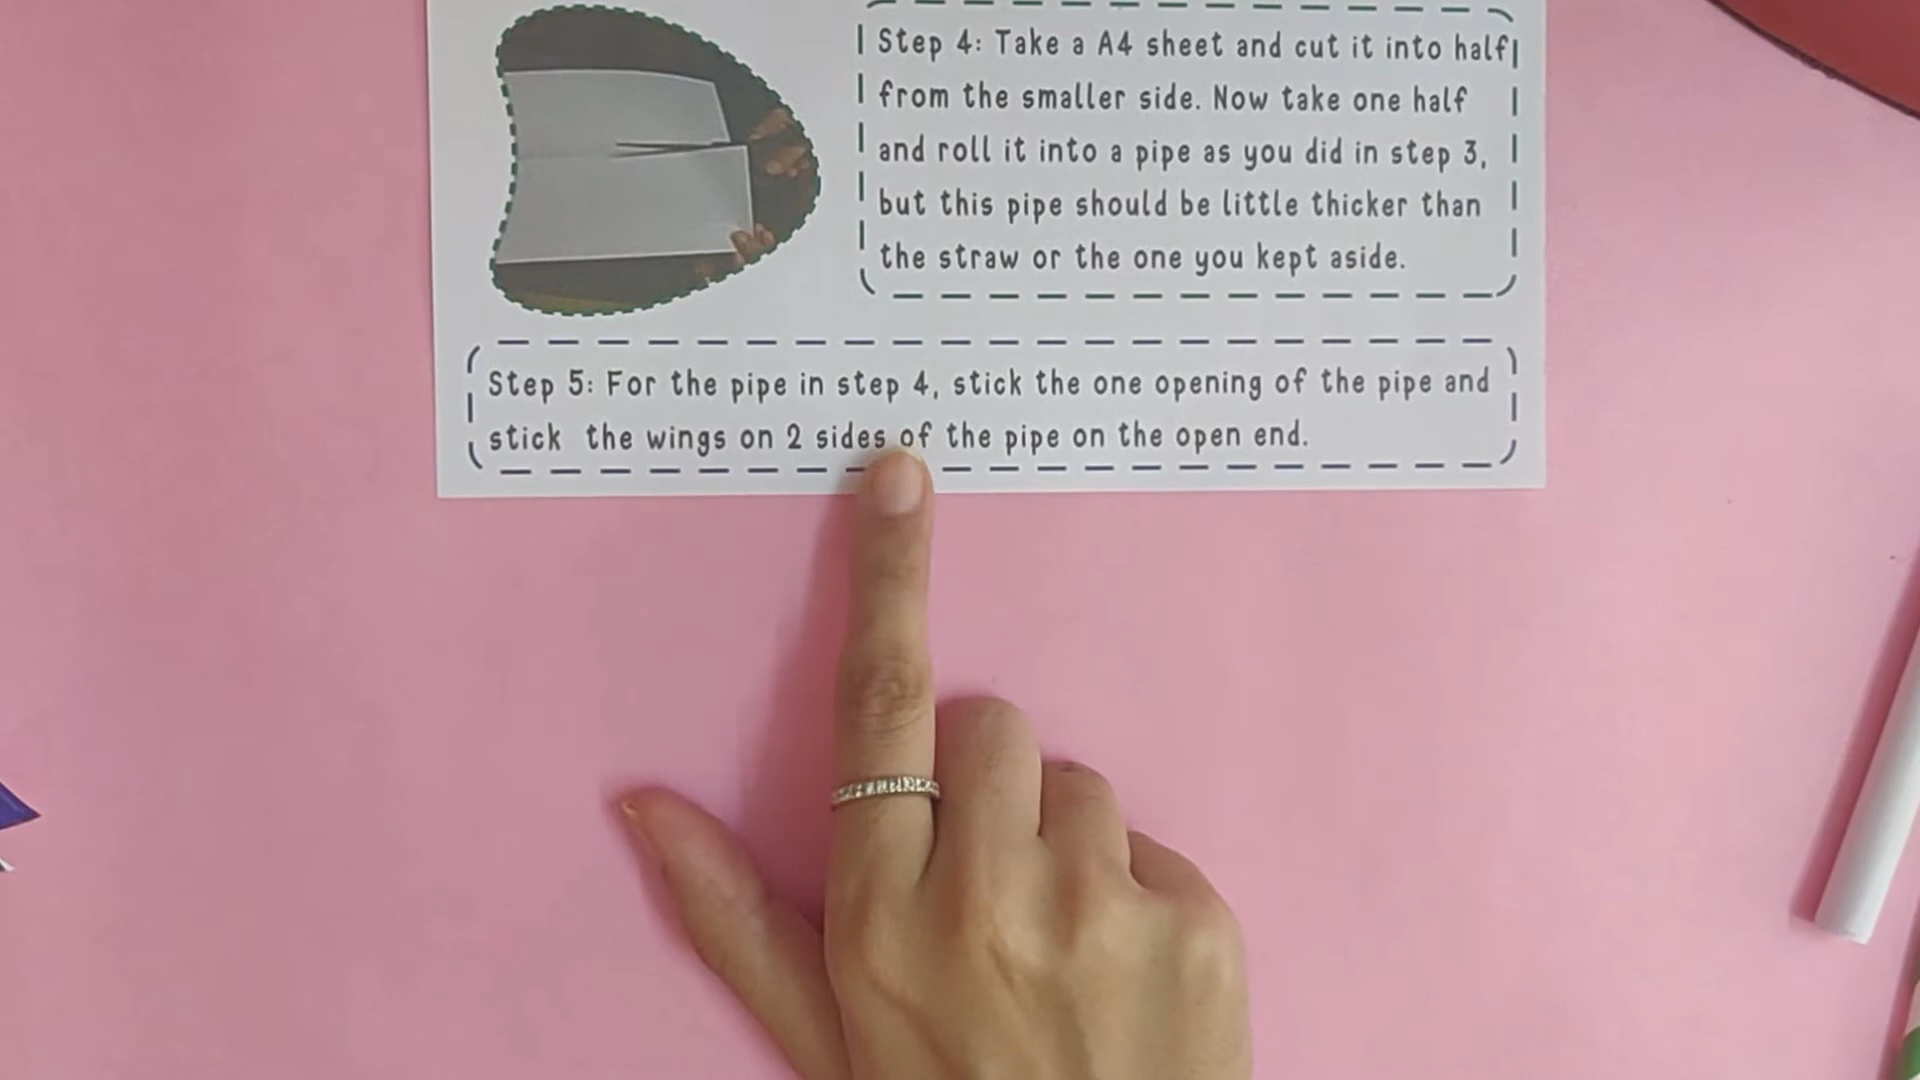 Step 4: Take a A4 sheet and cut it into half
from the smaller side. Now take one half
and roll it into a pipe as you did in step 3,
but this pipe should be little thicker than
the straw or the one you kept aside.
Step 5: For the pipe in step 4, stick the one opening of the pipe and
stick the wings on 2 sides of the pipe on the open end.